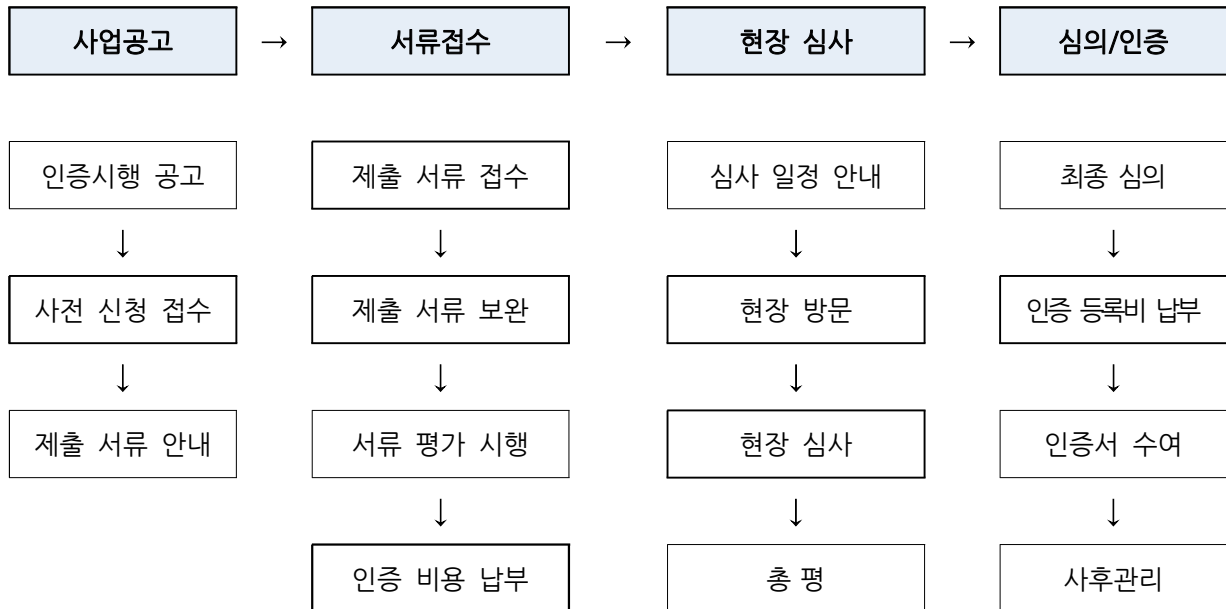 사업공고 → 서류접수 → 현장 심사 → 심의/인증
인증시행 공고 제출 서류 접수 심사 일정 안내 최종 심의
↓ ↓ ↓ ↓
사전 신청 접수 제출 서류 보완 현장 방문 인증 등록비 납부
↓ ↓ ↓ ↓
제출 서류 안내 서류 평가 시행 현장 심사 인증서 수여
↓ ↓ ↓
인증 비용 납부 총 평 사후관리